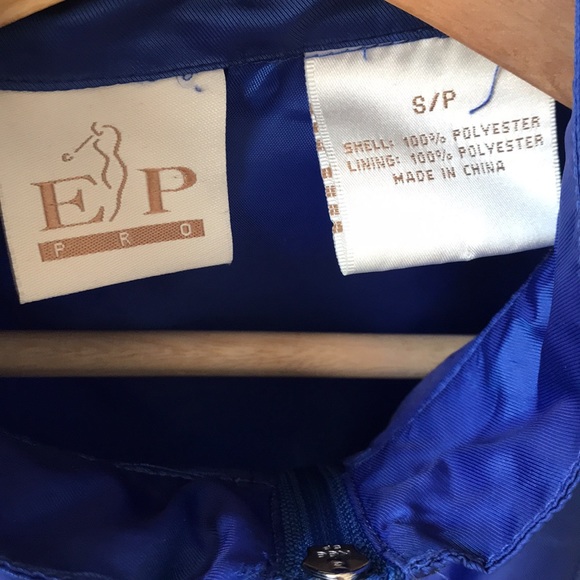 EP
PRO
S/P
SHELL: 100% POLYESTER
LINING: 100% POLYESTER
MADE IN CHINA